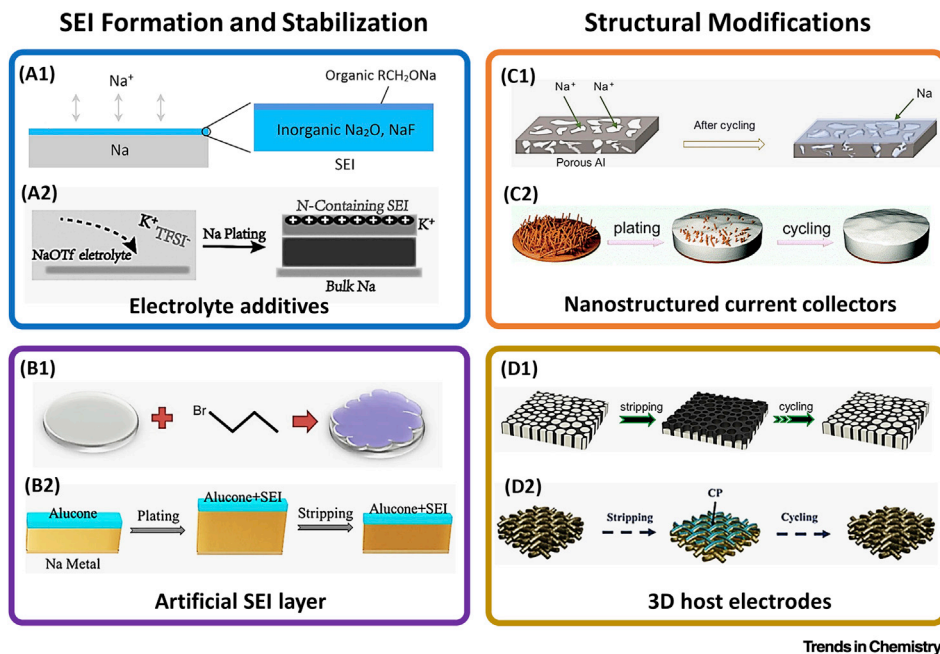 SEI Formation and Stabilization
Structural Modifications
(A1)
Na⁺
Na
Organic RCH₂ONa
Inorganic Na₂O, NaF
SEI
(A2)
K⁺
TFSI⁻
NaOTf eletrolyte
Na Plating
N-Containing SEI
K⁺
Bulk Na
Electrolyte additives
(C1)
Na⁺ Na⁺
Porous Al
After cycling
Na
(C2)
plating
cycling
Nanostructured current collectors
(B1)
Br
(B2)
Alucone
Na Metal
Plating
Alucone+SEI
Stripping
Alucone+SEI
Artificial SEI layer
(D1)
stripping
cycling
(D2)
Stripping
CP
Cycling
3D host electrodes
Trends in Chemistry